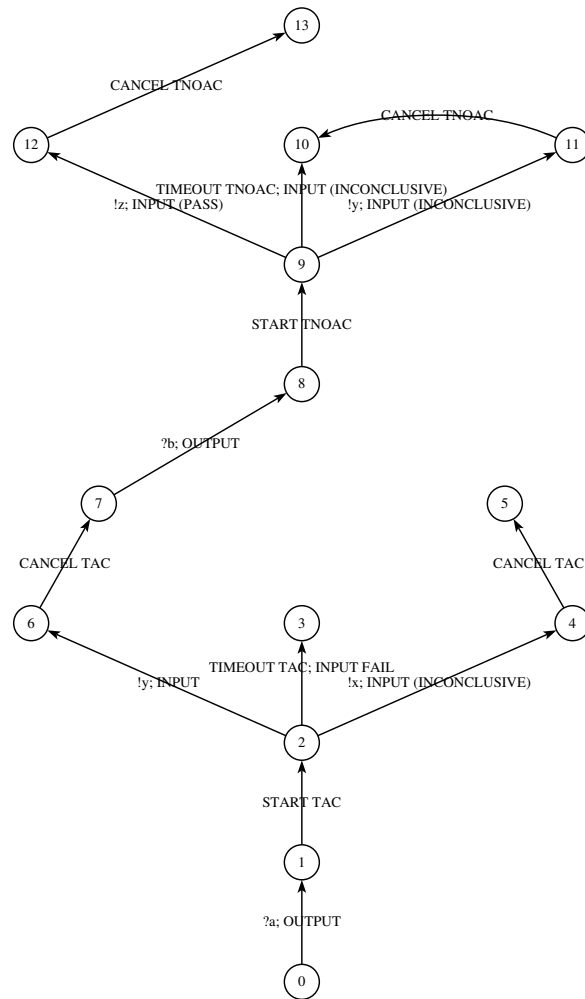 13
CANCEL TNOAC
CANCEL TNOAC
12
10
11
TIMEOUT TNOAC; INPUT (INCONCLUSIVE)
!z; INPUT (PASS)
!y; INPUT (INCONCLUSIVE)
9
START TNOAC
8
?b; OUTPUT
7
5
CANCEL TAC
CANCEL TAC
6
3
4
TIMEOUT TAC; INPUT FAIL
!y; INPUT
!x; INPUT (INCONCLUSIVE)
2
START TAC
1
?a; OUTPUT
0